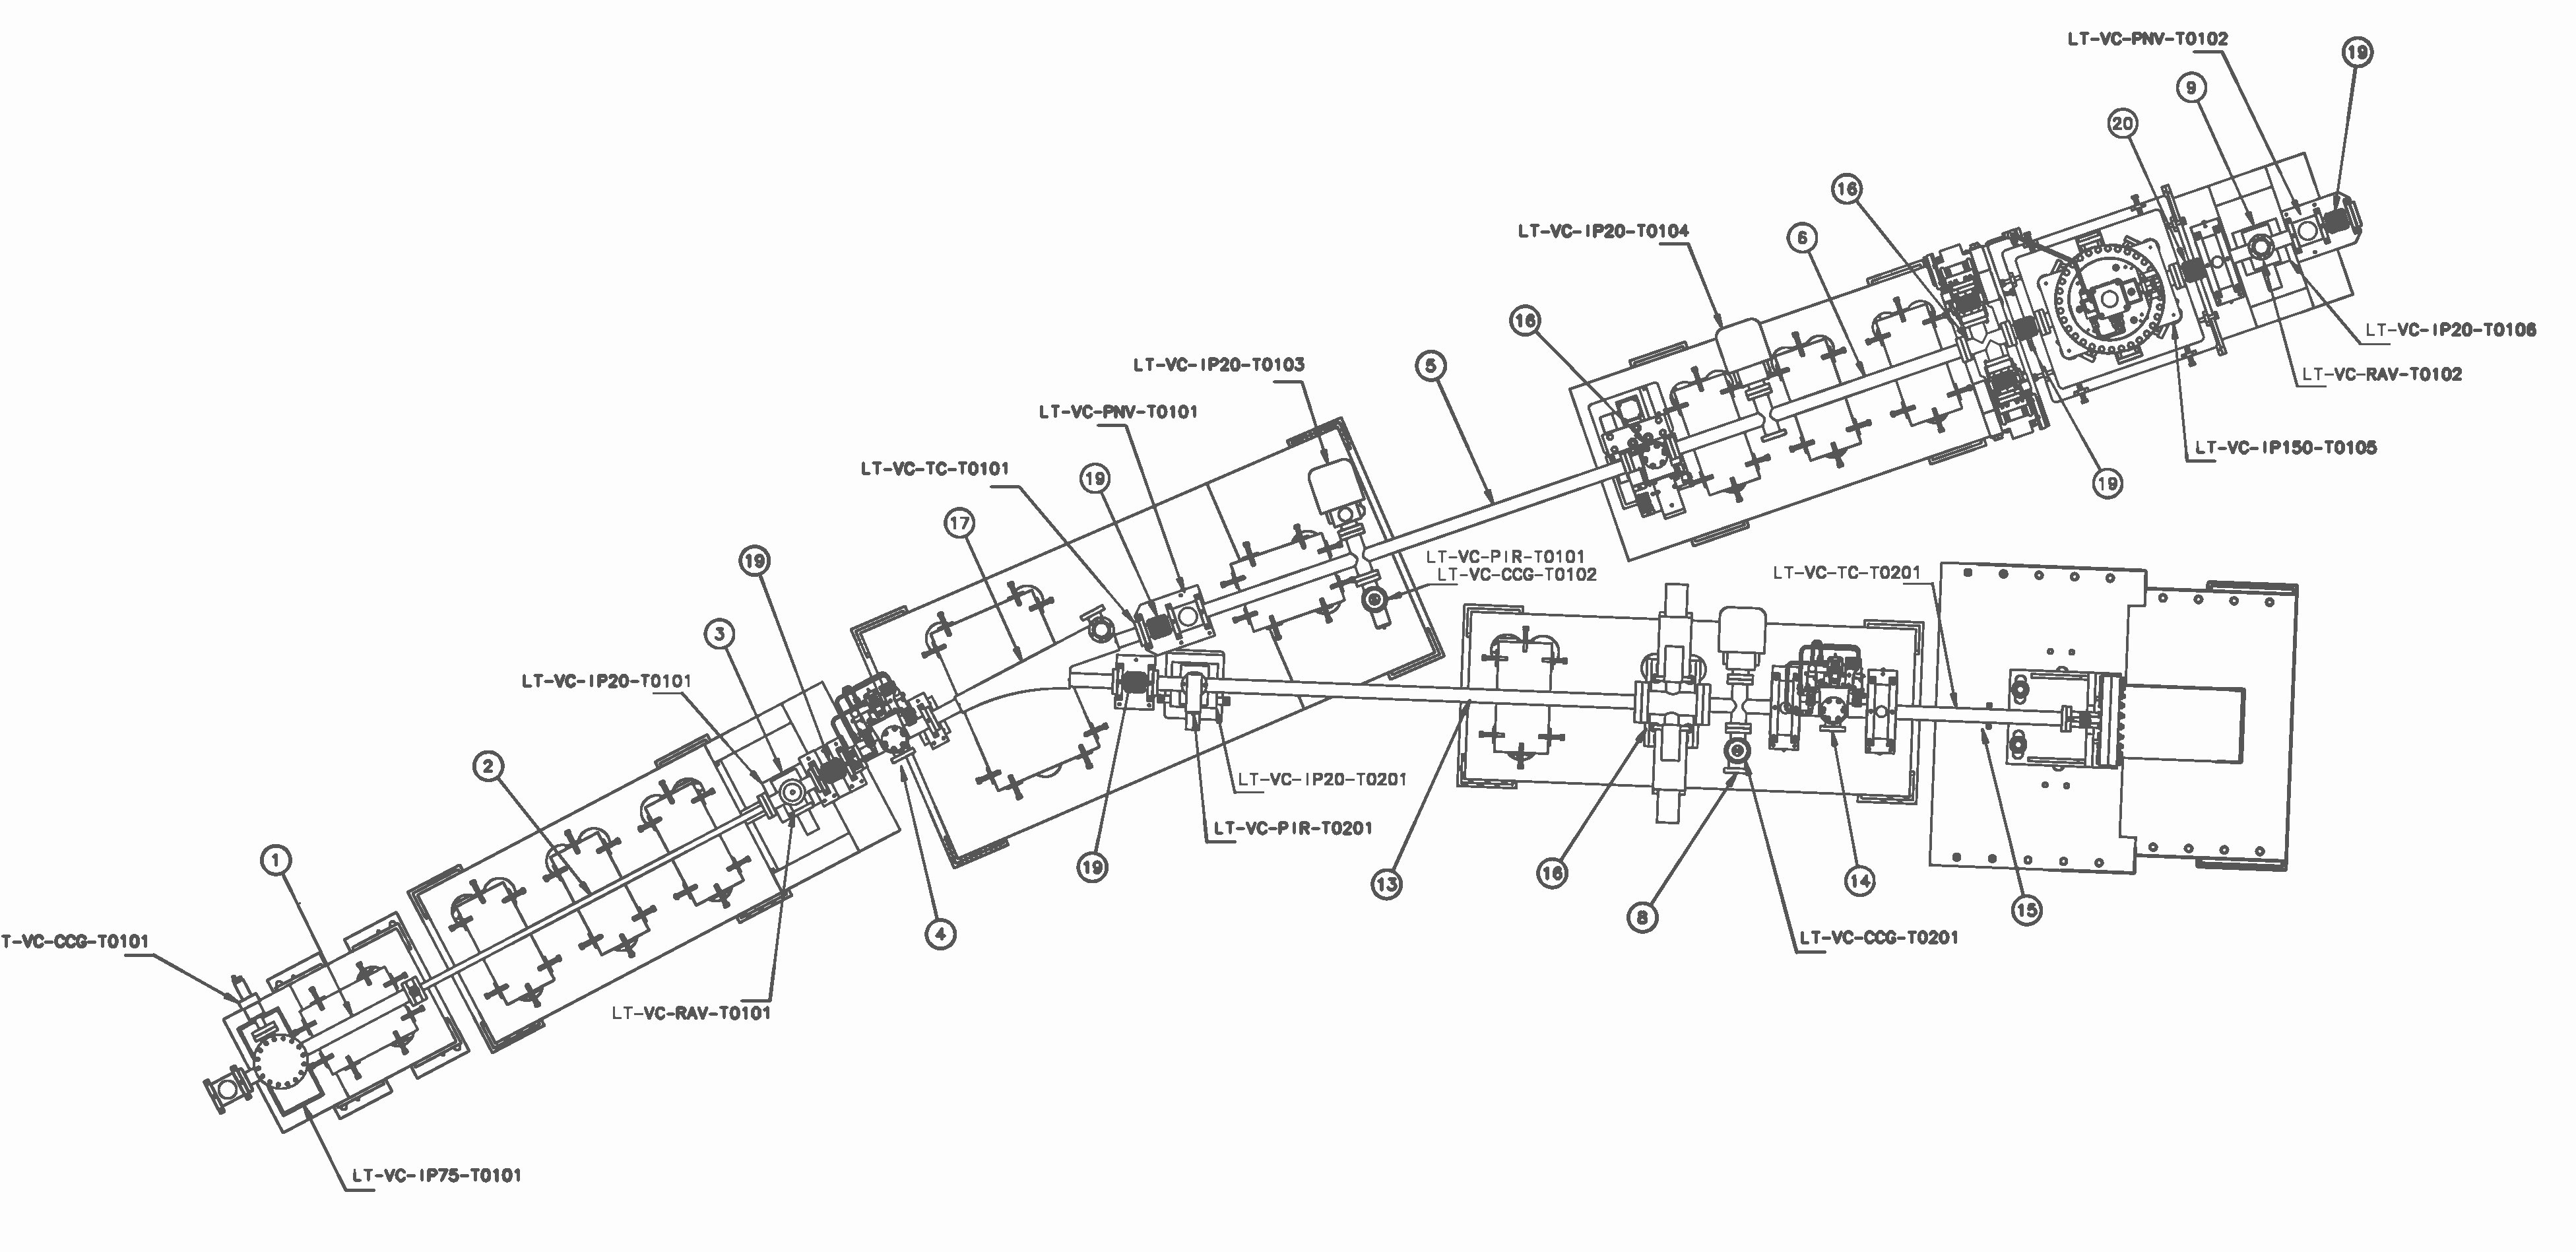 LT-VC-PNV-T0102
19
9
20
16
LT-VC-IP20-T0104
6
16
LT-VC-IP20-T0106
LT-VC-IP20-T0103
5
LT-VC-RAV-T0102
LT-VC-PNV-T0101
LT-VC-IP150-T0105
LT-VC-TC-T0101
19
19
17
LT-VC-PIR-T0101
LT-VC-CCG-T0102
LT-VC-TC-T0201
19
3
LT-VC-IP20-T0101
2
LT-VC-IP20-T0201
LT-VC-PIR-T0201
1
19
13
16
14
15
8
4
T-VC-CCG-T0101
LT-VC-CCG-T0201
LT-VC-RAV-T0101
LT-VC-IP75-T0101